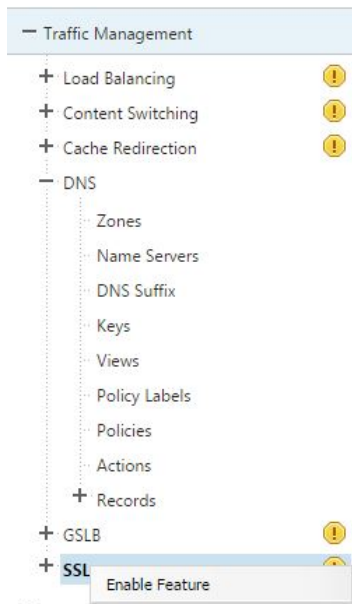 Traffic Management
Load Balancing
Content Switching
Cache Redirection
DNS
Zones
Name Servers
DNS Suffix
Keys
Views
Policy Labels
Policies
Actions
Records
GSLB
SSL
Enable Feature